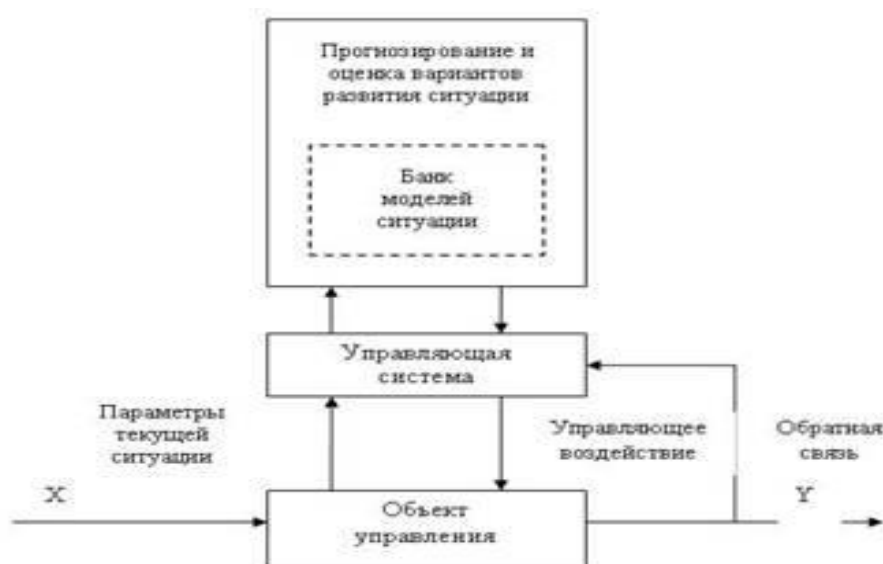 Прогнозирование и
оценка вариантов
развития ситуации
Банк
моделей
ситуации
Управляющая
система
Параметры
текущей
ситуации
Управляющее
воздействие
Обратная
связь
X
Y
Объект
управления